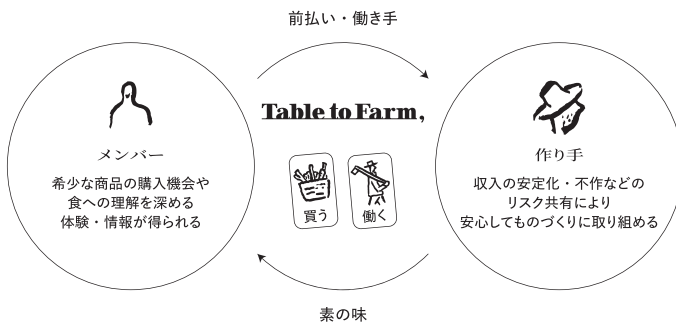 前払い・働き手
Table to Farm,
メンバー
希少な商品の購入機会や
食への理解を深める
体験・情報が得られる
買う
働く
作り手
収入の安定化・不作などの
リスク共有により
安心してものづくりに取り組める
素の味